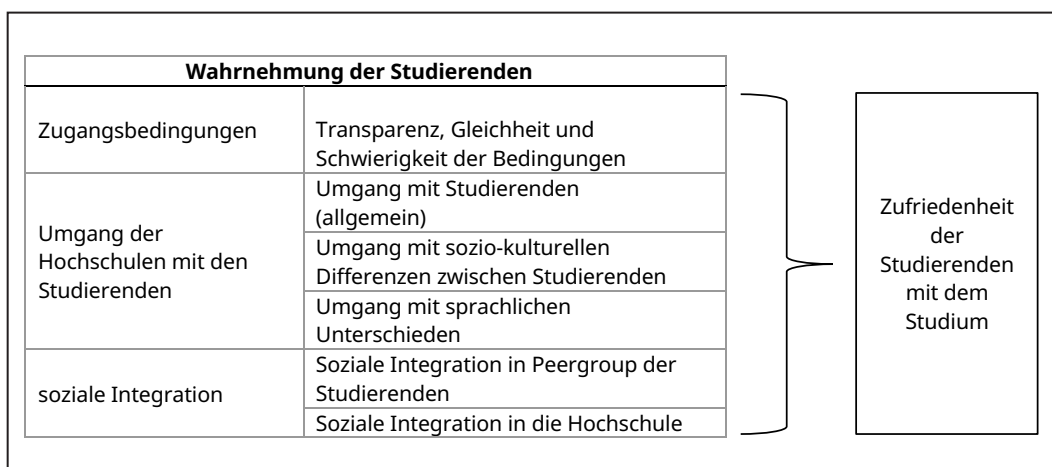 Wahrnehmung der Studierenden
Zugangsbedingungen
Transparenz, Gleichheit und
Schwierigkeit der Bedingungen
Umgang der
Hochschulen mit den
Studierenden
Umgang mit Studierenden
(allgemein)
Umgang mit sozio-kulturellen
Differenzen zwischen Studierenden
Umgang mit sprachlichen
Unterschieden
soziale Integration
Soziale Integration in Peergroup der
Studierenden
Soziale Integration in die Hochschule
Zufriedenheit
der
Studierenden
mit dem
Studium